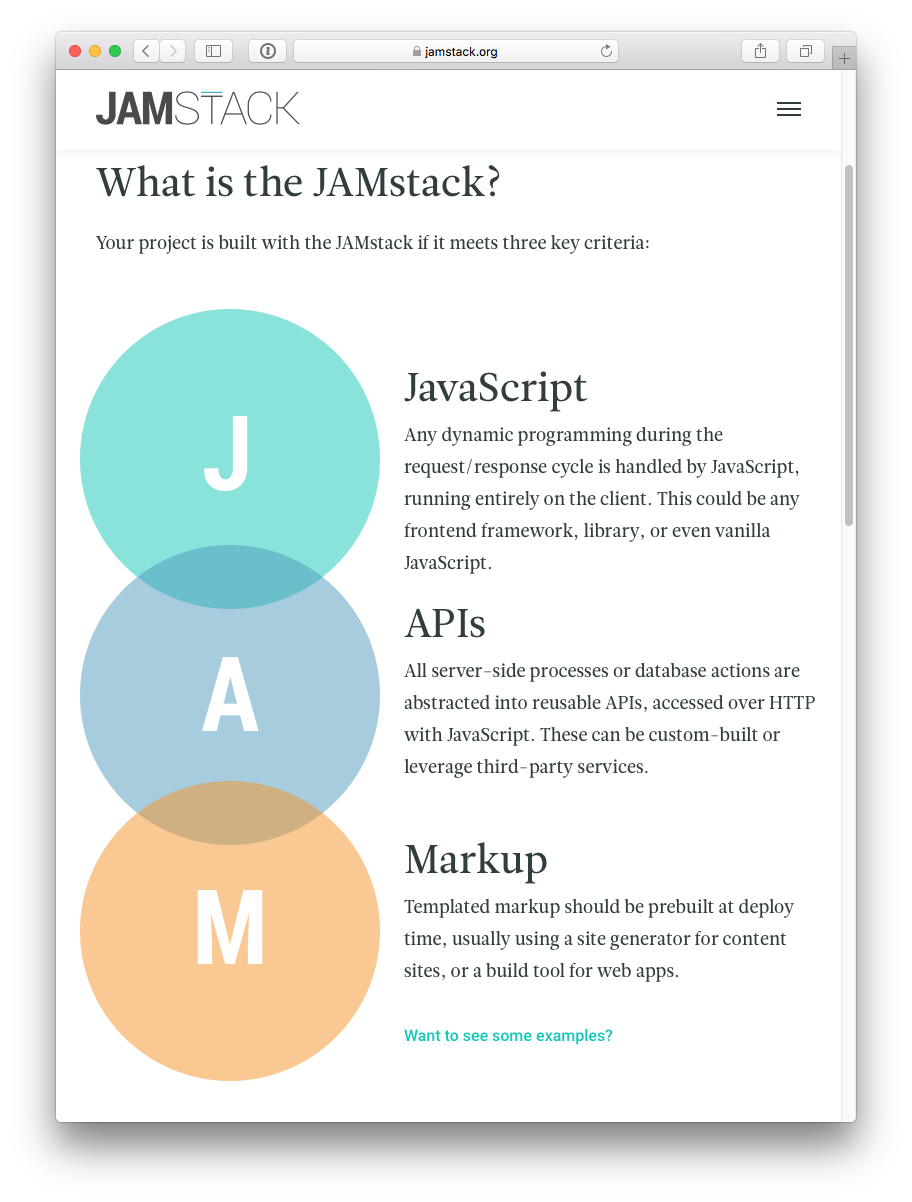 jamstack.org
JAMSTACK
What is the JAMstack?
Your project is built with the JAMstack if it meets three key criteria:
J
JavaScript
Any dynamic programming during the
request/response cycle is handled by JavaScript,
running entirely on the client. This could be any
frontend framework, library, or even vanilla
JavaScript.
A
APIs
All server-side processes or database actions are
abstracted into reusable APIs, accessed over HTTP
with JavaScript. These can be custom-built or
leverage third-party services.
M
Markup
Templated markup should be prebuilt at deploy
time, usually using a site generator for content
sites, or a build tool for web apps.
Want to see some examples?